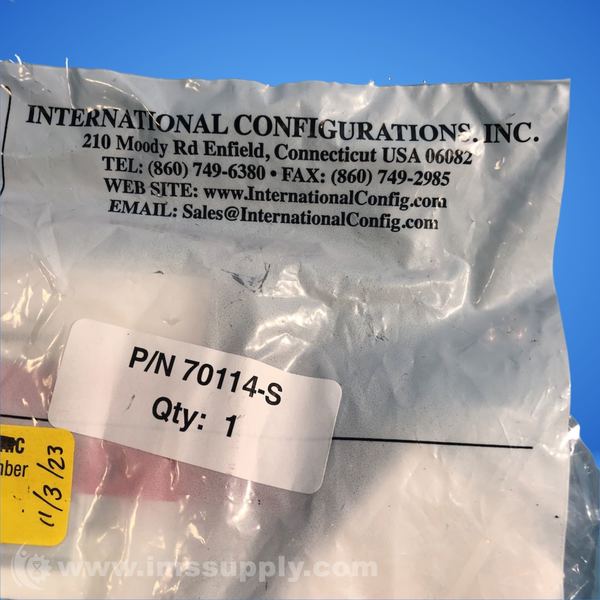 INTERNATIONAL CONFIGURATIONS, INC.
210 Moody Rd Enfield, Connecticut USA 06082
TEL: (860) 749-6380 • FAX: (860) 749-2985
WEB SITE: www.InternationalConfig.com
EMAIL: Sales@InternationalConfig.com
P/N 70114-S
Qty: 1
mber
11/3/23
www.imssupply.com